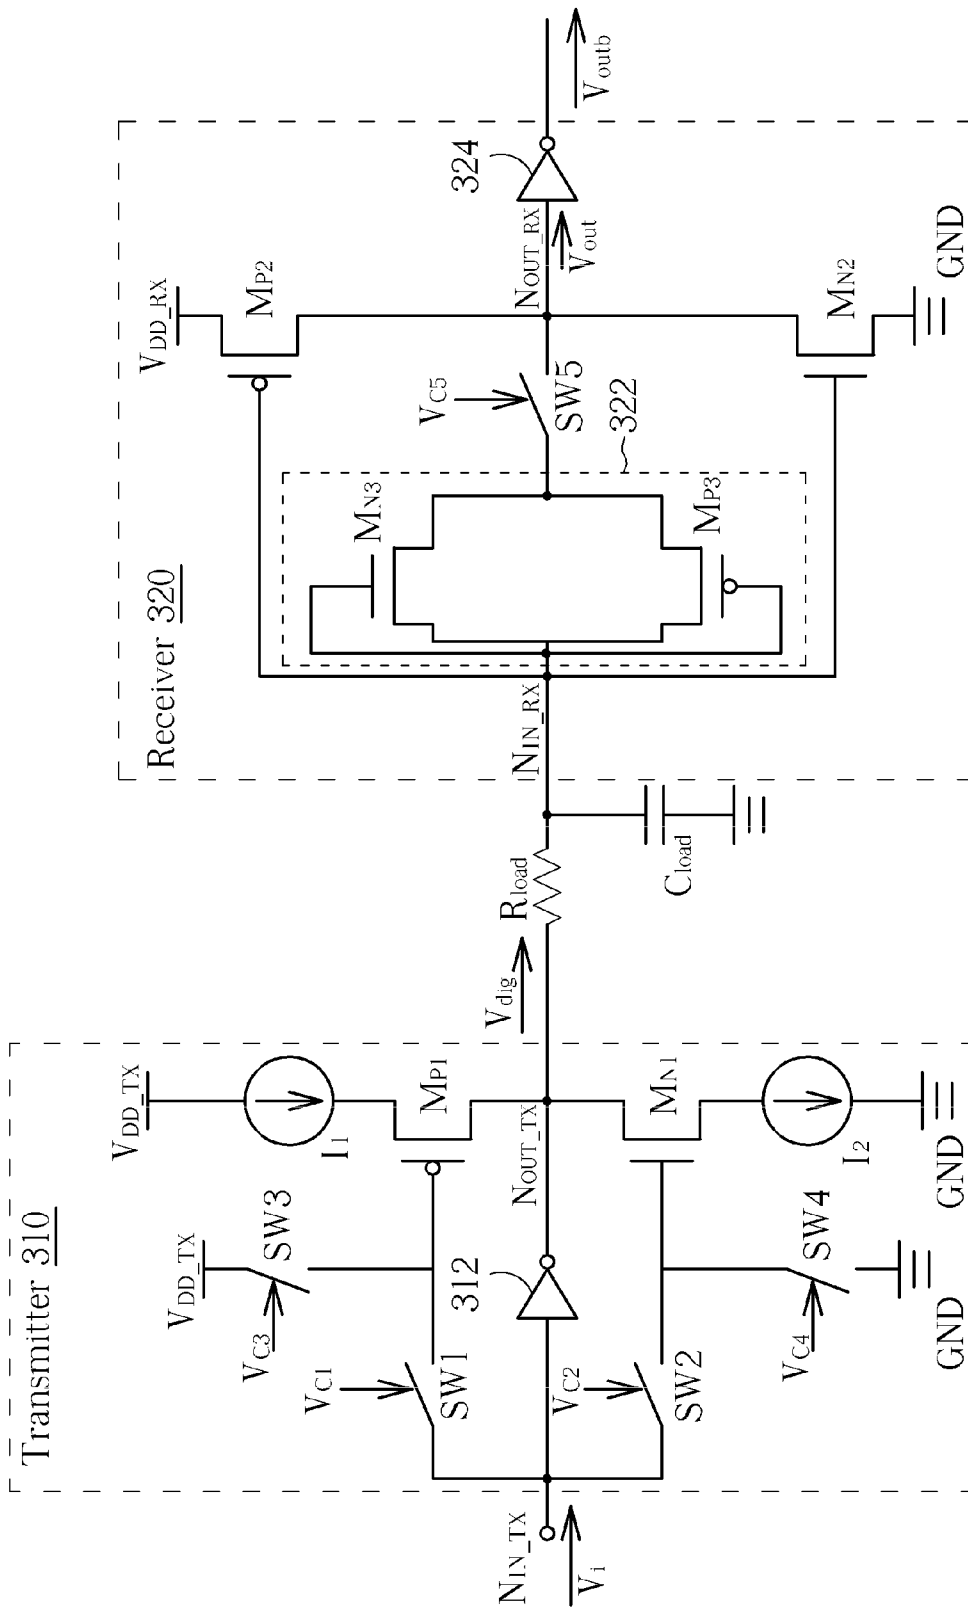 Transmitter 310
VDD_TX
VDD_TX
VC3
SW3
I1
VC1
SW1
MP1
NIN_TX
Vi
312
NOUT_TX
Vdig
VC2
SW2
MN1
VC4
SW4
I2
GND
GND
Rload
Cload
Receiver 320
VDD_RX
MP2
MN3
VC5
SW5
NIN_RX
NOUT_RX
Vout
324
Voutb
322
MP3
MN2
GND